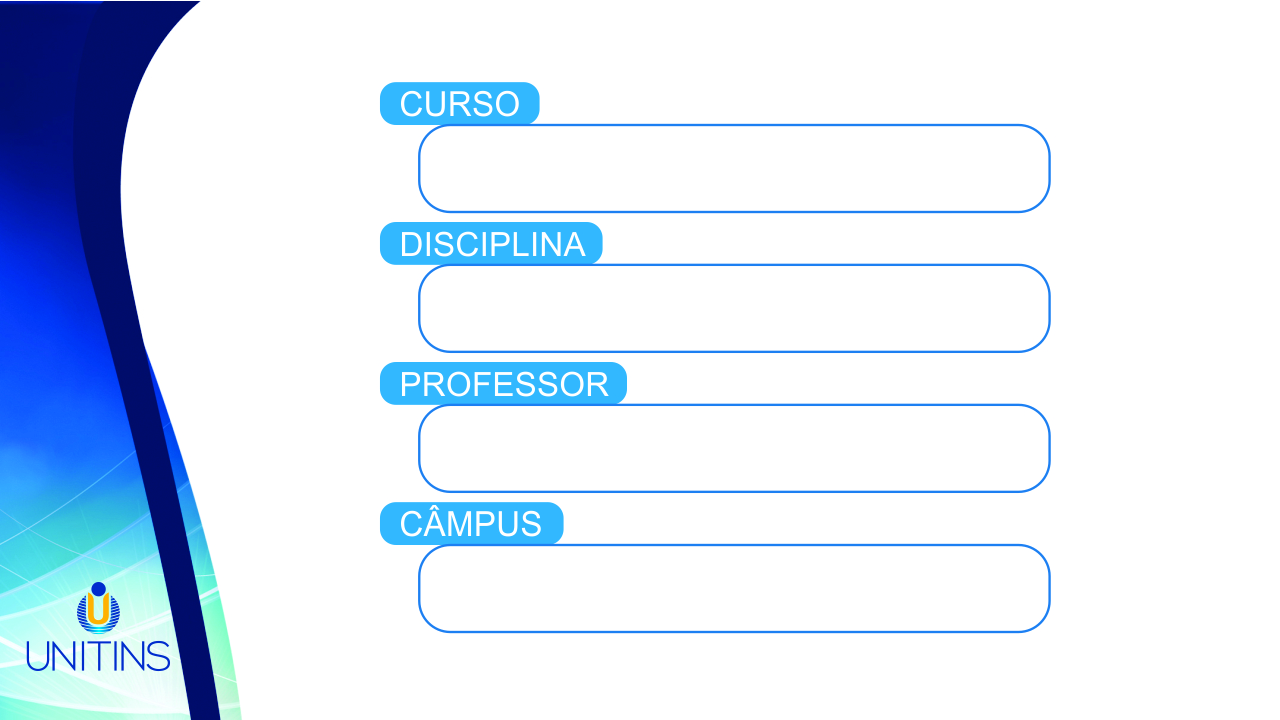 CURSO
DISCIPLINA
PROFESSOR
CÂMPUS
UNITINS